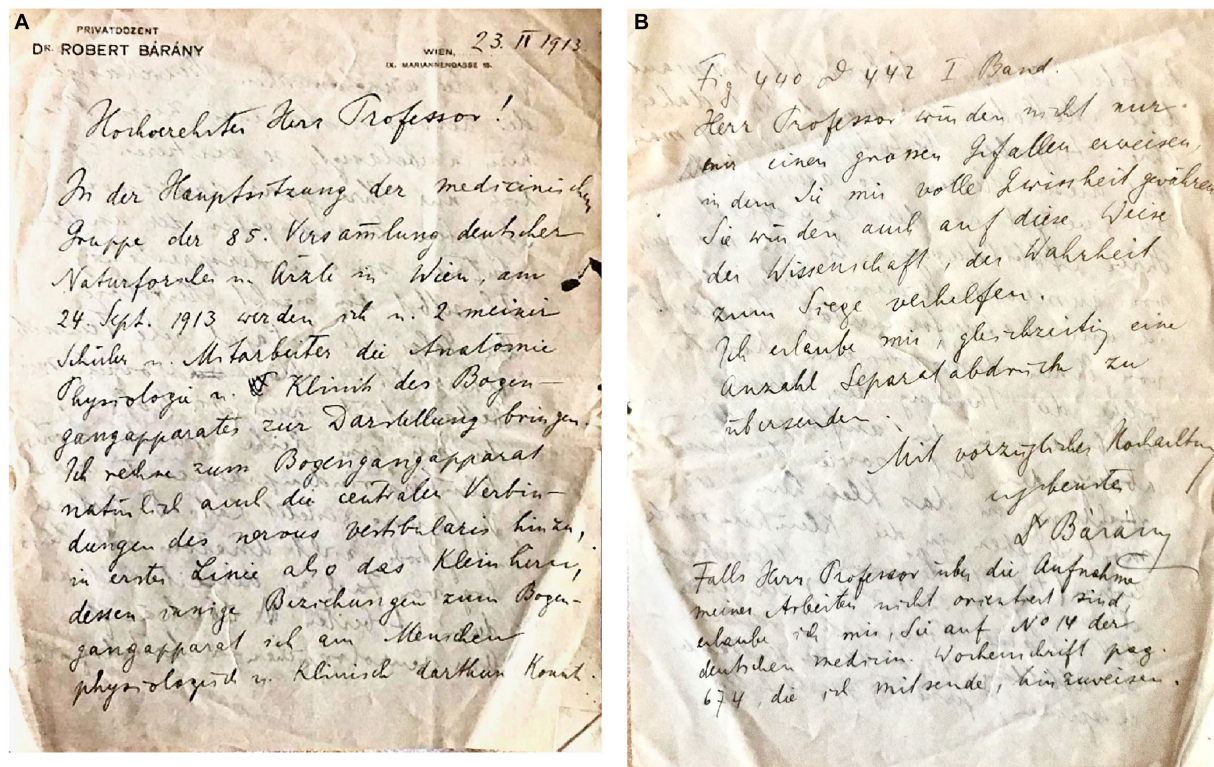 A
PRIVATDOZENT
DR. ROBERT BÁRÁNY
WIEN, 23. II 1913.
IX. MARIANNENGASSE 15.
Hochverehrter Herr Professor!
In der Hauptsitzung der medicinischen
Gruppe der 85. Versam̅lung deutscher
Naturforscher u. Ärzte in Wien, am
24 Sept. 1913 werden ich u. 2 meiner
Schüler u. Mitarbeiter die Anatomie
Physiologie u. Klinik des Bogen-
gangapparates zur Darstellung bringen.
Ich rechne zum Bogengangapparat
natürlich auch die centralen Verbin-
dungen des nervus vestibularis hinzu,
in erster Linie also das Kleinhirn,
dessen innige Beziehungen zum Bogen-
gangapparat ich am Menschen
physiologisch u. klinisch darthun konnte.
B
Fig 440 442 I Band.
Herr Professor würden nicht nur
mir einen grossen Gefallen erweisen,
indem Sie mir volle Gewissheit gewähren
Sie würden auch auf diese Weise
der Wissenschaft, der Wahrheit
zum Siege verhelfen.
Ich erlaube mir, gleichzeitig eine
Anzahl Separatabdrücke zu
übersenden.
Mit vorzüglicher Hochachtung
ergebenster
Dr Bárány
Falls Herr Professor über die Aufnahme
meiner Arbeiten nicht orientiert sind,
erlaube ich mir, Sie auf No 14 der
deutschen medicin. Wochenschrift pag.
674, die ich mitsende, hinzuweisen.